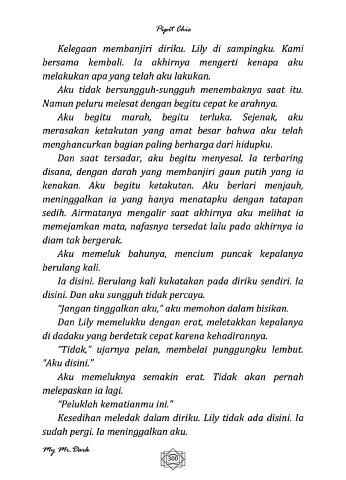 Pipit Chie
Kelegaan membanjiri diriku. Lily di sampingku. Kami
bersama kembali. Ia akhirnya mengerti kenapa aku
melakukan apa yang telah aku lakukan.
Aku tidak bersungguh-sungguh menembaknya saat itu.
Namun peluru melesat dengan begitu cepat ke arahnya.
Aku begitu marah, begitu terluka. Sejenak, aku
merasakan ketakutan yang amat besar bahwa aku telah
menghancurkan bagian paling berharga dari hidupku.
Dan saat tersadar, aku begitu menyesal. Ia terbaring
disana, dengan darah yang membanjiri gaun putih yang ia
kenakan. Aku begitu ketakutan. Aku berlari menjauh,
meninggalkan ia yang hanya menatapku dengan tatapan
sedih. Airmatanya mengalir saat akhirnya aku melihat ia
memejamkan mata, nafasnya tersedat lalu pada akhirnya ia
diam tak bergerak.
Aku memeluk bahunya, mencium puncak kepalanya
berulang kali.
Ia disini. Berulang kali kukatakan pada diriku sendiri. Ia
disini. Dan aku sungguh tidak percaya.
“Jangan tinggalkan aku,” aku memohon dalam bisikan.
Dan Lily memelukku dengan erat, meletakkan kepalanya
di dadaku yang berdetak cepat karena kehadirannya.
“Tidak,” ujarnya pelan, membelai punggungku lembut.
“Aku disini.”
Aku memeluknya semakin erat. Tidak akan pernah
melepaskan ia lagi.
“Peluklah kematianmu ini.”
Kesedihan meledak dalam diriku. Lily tidak ada disini. Ia
sudah pergi. Ia meninggalkan aku.
My Mr.Dark
300